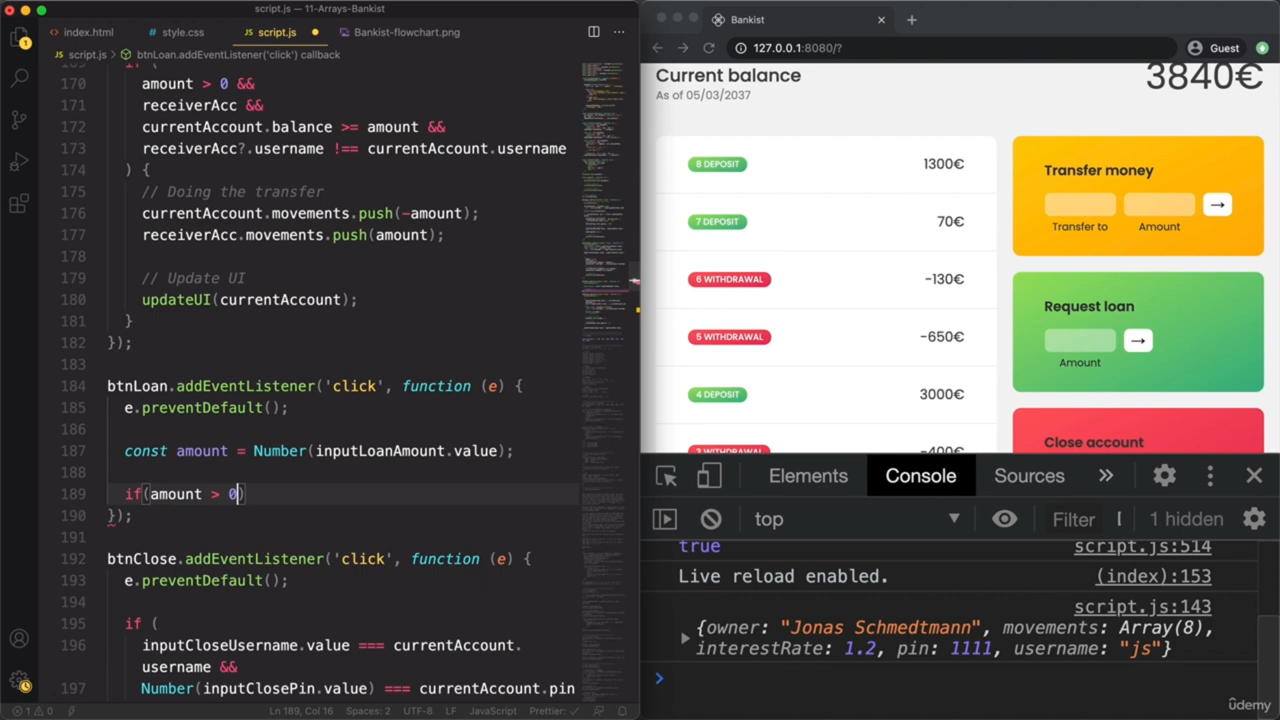 script.js — 11-Arrays-Bankist
index.html
style.css
script.js
Bankist-flowchart.png
script.js > btnLoan.addEventListener('click') callback
170 amount > 0 &&
171 receiverAcc &&
172 currentAccount.balance >= amount &&
173 receiverAcc?.username !== currentAccount.username
) {
// Doing the transfer
currentAccount.movements.push(-amount);
receiverAcc.movements.push(amount);
// Update UI
180 updateUI(currentAccount);
181 }
182 });
183
184 btnLoan.addEventListener('click', function (e) {
185 e.preventDefault();
186
187 const amount = Number(inputLoanAmount.value);
188
189 if(amount > 0)
190 });
191
192 btnClose.addEventListener('click', function (e) {
193 e.preventDefault();
194
195 if (
196 inputCloseUsername.value === currentAccount.
username &&
197 Number(inputClosePin.value) === currentAccount.pin
1 0
Ln 189, Col 16
Spaces: 2
UTF-8
LF
JavaScript
Prettier: ✓
Bankist
127.0.0.1:8080/?
Guest
Current balance
As of 05/03/2037
3840€
8 DEPOSIT 1300€
7 DEPOSIT 70€
6 WITHDRAWAL -130€
5 WITHDRAWAL -650€
4 DEPOSIT 3000€
3 WITHDRAWAL -400€
Transfer money
→
Transfer to Amount
Request loan
→
Amount
Close account
Elements Console Sources
top Filter 1 hidden
true script.js:514
Live reload enabled. (index):153
script.js:143
{owner: "Jonas Schmedtmann", movements: Array(8),
interestRate: 1.2, pin: 1111, username: "js"}
>
ûdemy